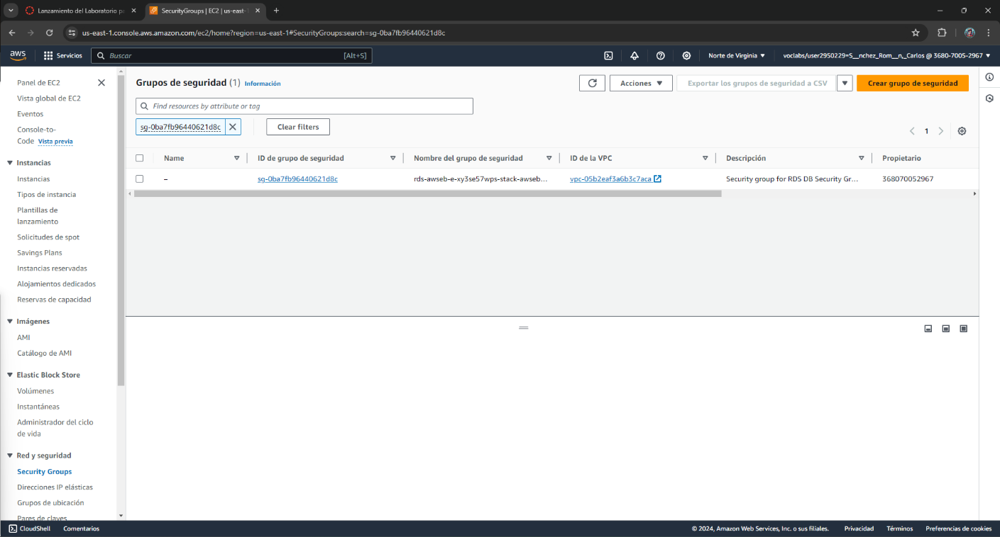 Lanzamiento del Laboratorio pa
SecurityGroups | EC2 | us-east-1
us-east-1.console.aws.amazon.com/ec2/home?region=us-east-1#SecurityGroups:search=sg-0ba7fb96440621d8c
aws
Servicios
Buscar
[Alt+S]
Norte de Virginia
voclabs/user2950229=S__nchez_Rom__n,_Carlos @ 3680-7005-2967
Panel de EC2
Vista global de EC2
Eventos
Console-to-
Code Vista previa
Instancias
Instancias
Tipos de instancia
Plantillas de
lanzamiento
Solicitudes de spot
Savings Plans
Instancias reservadas
Alojamientos dedicados
Reservas de capacidad
Imágenes
AMI
Catálogo de AMI
Elastic Block Store
Volúmenes
Instantáneas
Administrador del ciclo
de vida
Red y seguridad
Security Groups
Direcciones IP elásticas
Grupos de ubicación
Pares de claves
Grupos de seguridad (1) Información
Acciones
Exportar los grupos de seguridad a CSV
Crear grupo de seguridad
Find resources by attribute or tag
sg-0ba7fb96440621d8c
Clear filters
1
Name
ID de grupo de seguridad
Nombre del grupo de seguridad
ID de la VPC
Descripción
Propietario
–
sg-0ba7fb96440621d8c
rds-awseb-e-xy3se57wps-stack-awseb...
vpc-05b2eaf3a6b3c7aca
Security group for RDS DB Security Gr...
368070052967
CloudShell
Comentarios
© 2024, Amazon Web Services, Inc. o sus filiales.
Privacidad
Términos
Preferencias de cookies